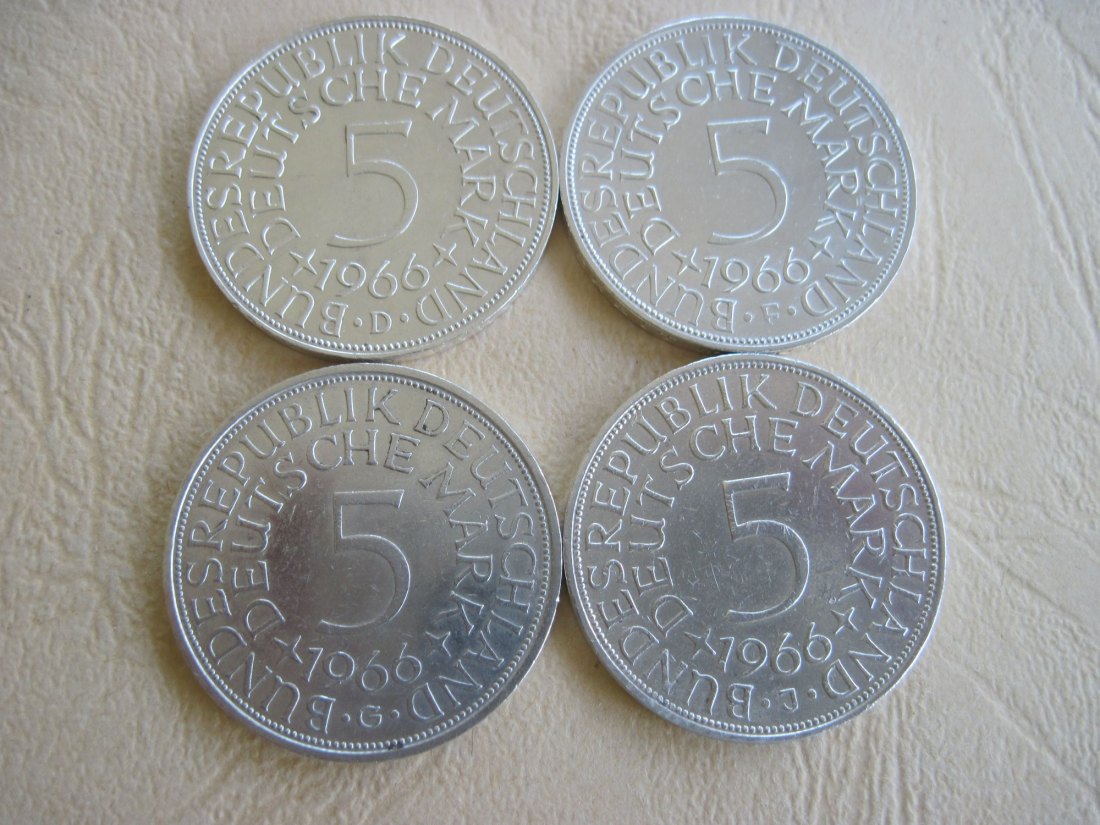 BUNDESREPUBLIK DEUTSCHLAND
DEUTSCHE MARK
5
1966
· D ·
BUNDESREPUBLIK DEUTSCHLAND
DEUTSCHE MARK
5
1966
· F ·
BUNDESREPUBLIK DEUTSCHLAND
DEUTSCHE MARK
5
1966
· G ·
BUNDESREPUBLIK DEUTSCHLAND
DEUTSCHE MARK
5
1966
· J ·